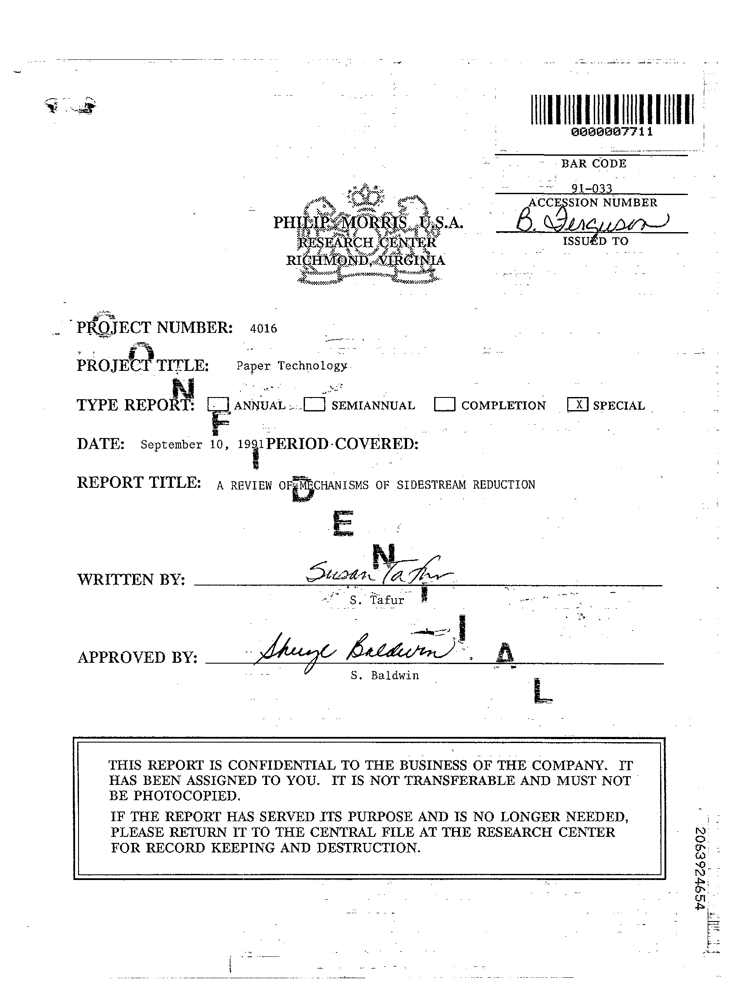 0000007711
BAR CODE
91-033
ACCESSION NUMBER
B. Ferguson
ISSUED TO
PHILIP MORRIS U.S.A.
RESEARCH CENTER
RICHMOND, VIRGINIA
PROJECT NUMBER: 4016
PROJECT TITLE: Paper Technology
TYPE REPORT: ANNUAL SEMIANNUAL COMPLETION X SPECIAL
DATE: September 10, 1991 PERIOD COVERED:
REPORT TITLE: A REVIEW OF MECHANISMS OF SIDESTREAM REDUCTION
CONFIDENTIAL
WRITTEN BY: Susan Tafur
S. Tafur
APPROVED BY: Sheryl Baldwin
S. Baldwin
THIS REPORT IS CONFIDENTIAL TO THE BUSINESS OF THE COMPANY. IT
HAS BEEN ASSIGNED TO YOU. IT IS NOT TRANSFERABLE AND MUST NOT
BE PHOTOCOPIED.
IF THE REPORT HAS SERVED ITS PURPOSE AND IS NO LONGER NEEDED,
PLEASE RETURN IT TO THE CENTRAL FILE AT THE RESEARCH CENTER
FOR RECORD KEEPING AND DESTRUCTION.
2063924654